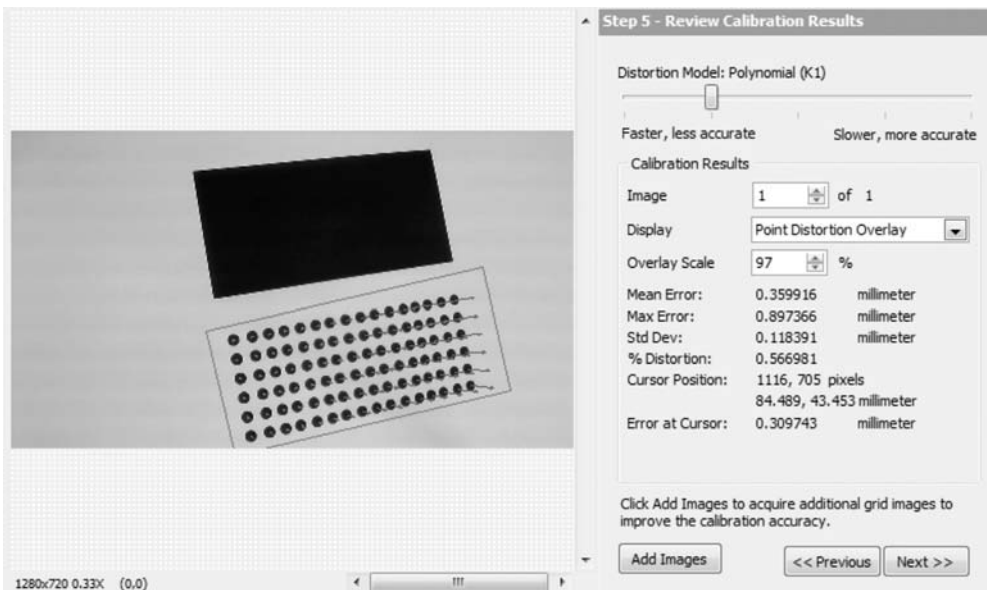 Step 5 - Review Calibration Results
Distortion Model: Polynomial (K1)
Faster, less accurate Slower, more accurate
Calibration Results
Image 1 of 1
Display Point Distortion Overlay
Overlay Scale 97 %
Mean Error: 0.359916 millimeter
Max Error: 0.897366 millimeter
Std Dev: 0.118391 millimeter
% Distortion: 0.566981
Cursor Position: 1116, 705 pixels
84.489, 43.453 millimeter
Error at Cursor: 0.309743 millimeter
Click Add Images to acquire additional grid images to
improve the calibration accuracy.
Add Images << Previous Next >>
1280x720 0.33X (0,0)